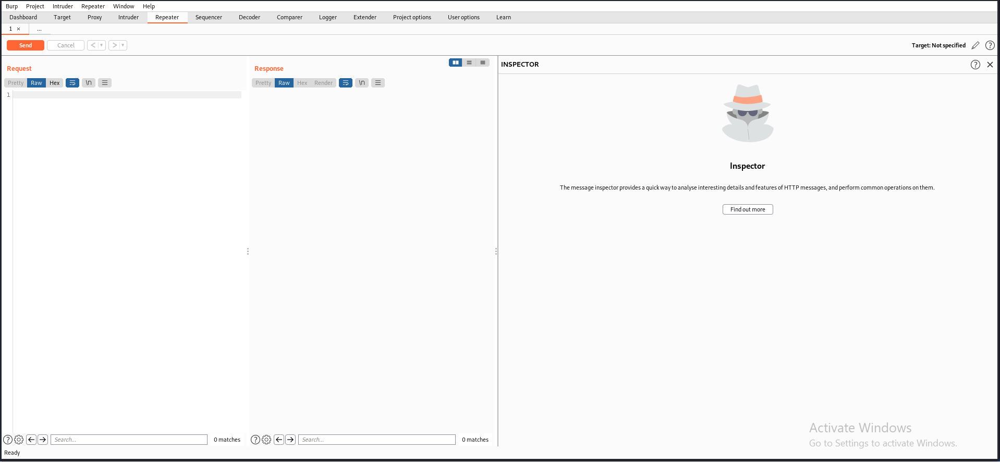 Burp Project Intruder Repeater Window Help
Dashboard Target Proxy Intruder Repeater Sequencer Decoder Comparer Logger Extender Project options User options Learn
1 × ...
Send Cancel < > Target: Not specified ?
Request
Pretty Raw Hex \n
1
Response
Pretty Raw Hex Render \n
INSPECTOR ?
Inspector
The message inspector provides a quick way to analyse interesting details and features of HTTP messages, and perform common operations on them.
Find out more
? Search... 0 matches
? Search... 0 matches
Activate Windows
Go to Settings to activate Windows.
Ready